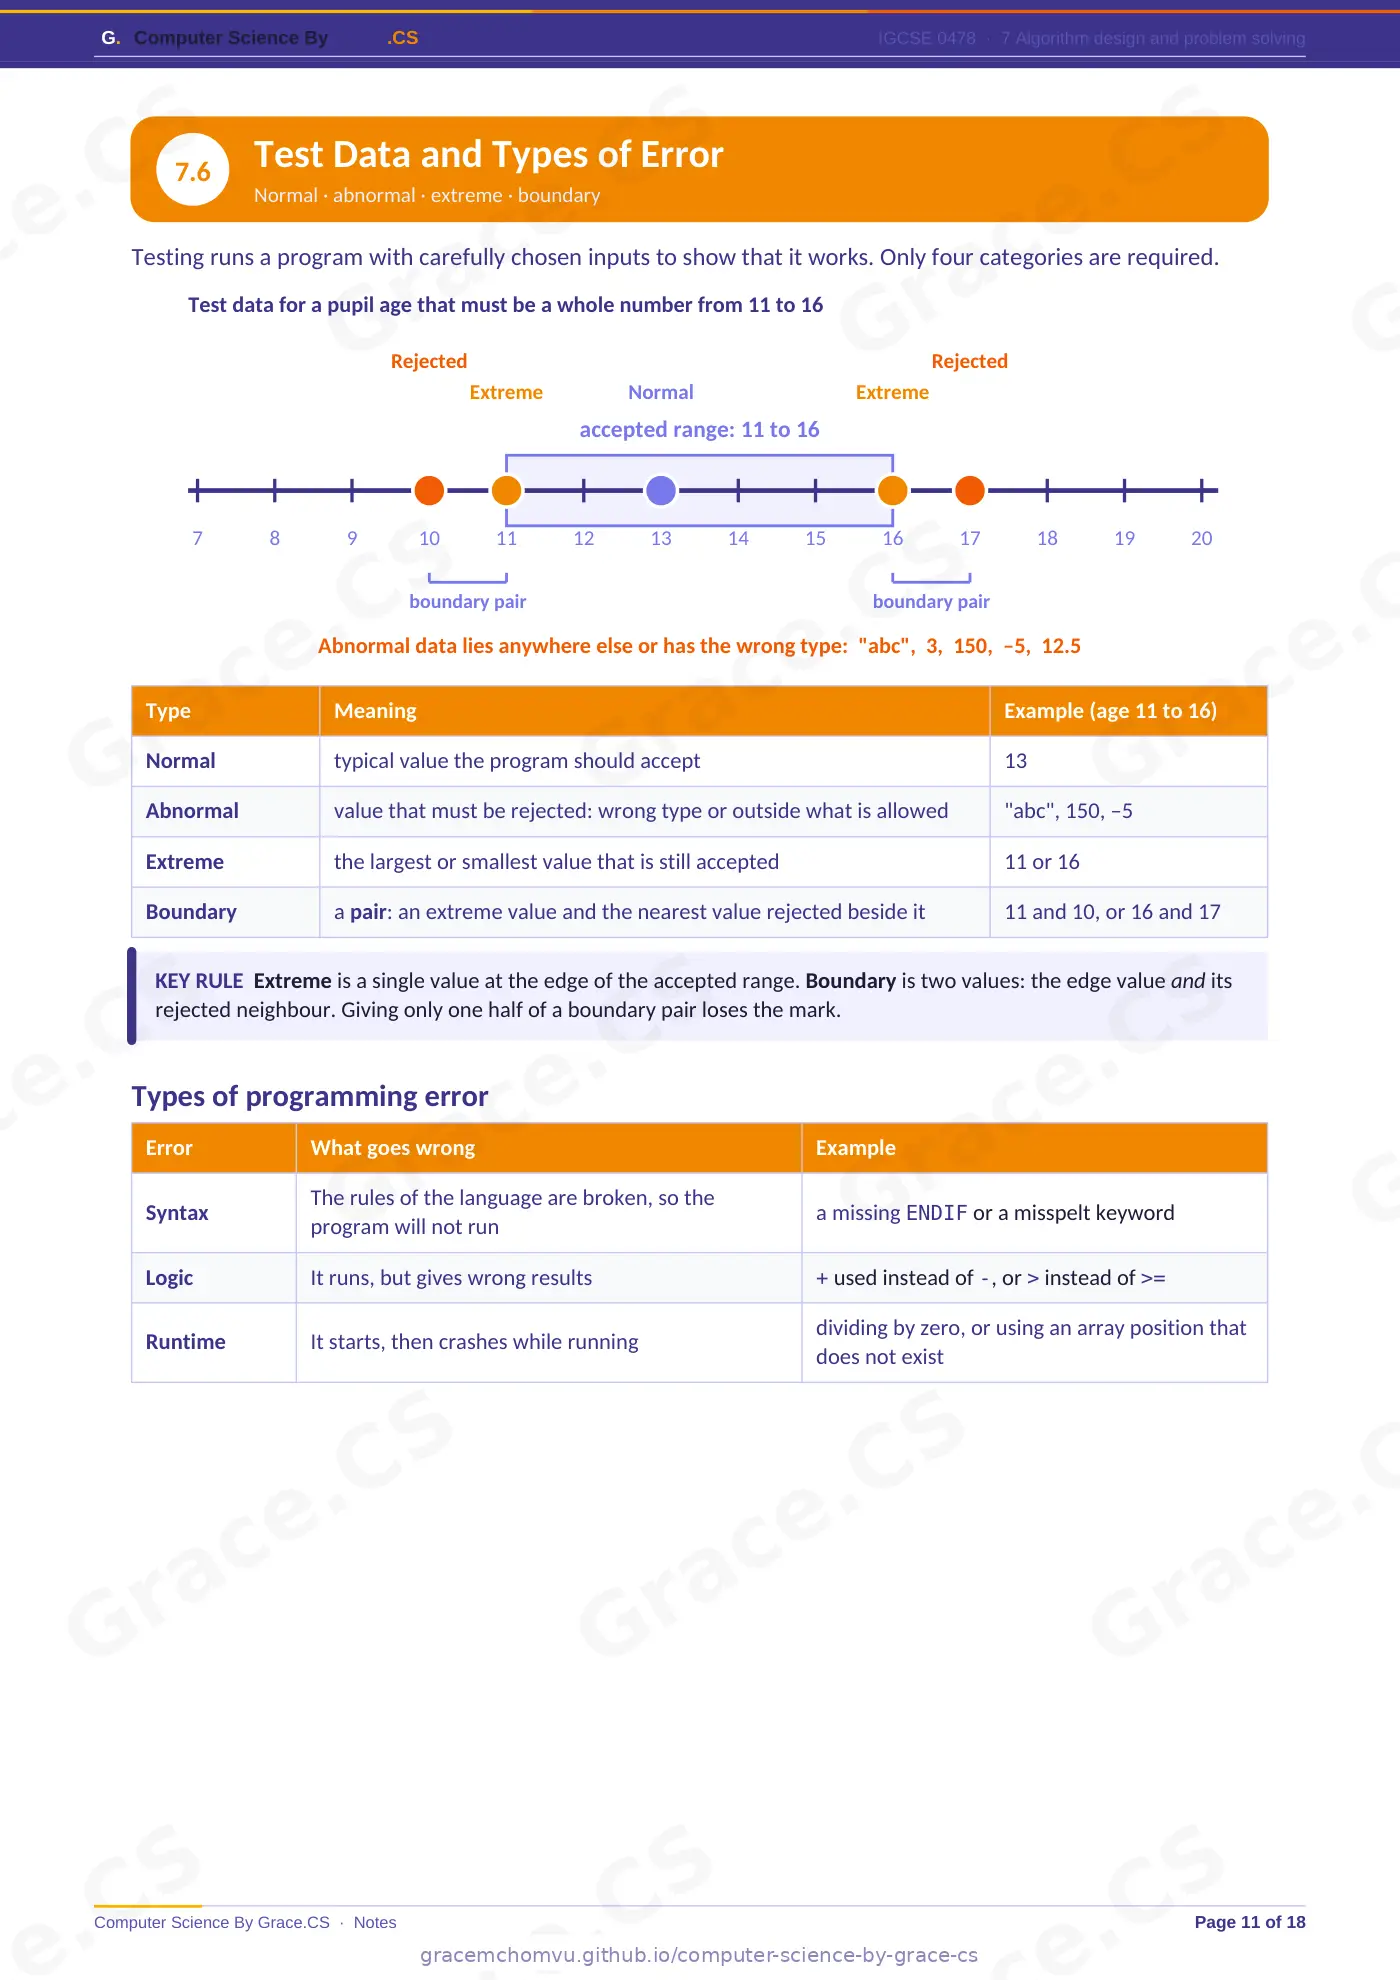 G. Computer Science By .CS
IGCSE 0478 · 7 Algorithm design and problem solving
7.6
Test Data and Types of Error
Normal · abnormal · extreme · boundary
Testing runs a program with carefully chosen inputs to show that it works. Only four categories are required.
Test data for a pupil age that must be a whole number from 11 to 16
Rejected Rejected
Extreme Normal Extreme
accepted range: 11 to 16
7 8 9 10 11 12 13 14 15 16 17 18 19 20
boundary pair boundary pair
Abnormal data lies anywhere else or has the wrong type: "abc", 3, 150, –5, 12.5
Type Meaning Example (age 11 to 16)
Normal typical value the program should accept 13
Abnormal value that must be rejected: wrong type or outside what is allowed "abc", 150, –5
Extreme the largest or smallest value that is still accepted 11 or 16
Boundary a pair: an extreme value and the nearest value rejected beside it 11 and 10, or 16 and 17
KEY RULE Extreme is a single value at the edge of the accepted range. Boundary is two values: the edge value and its
rejected neighbour. Giving only one half of a boundary pair loses the mark.
Types of programming error
Error What goes wrong Example
Syntax The rules of the language are broken, so the
program will not run a missing ENDIF or a misspelt keyword
Logic It runs, but gives wrong results + used instead of -, or > instead of >=
Runtime It starts, then crashes while running dividing by zero, or using an array position that
does not exist
Computer Science By Grace.CS · Notes
Page 11 of 18
gracemchomvu.github.io/computer-science-by-grace-cs
Grace.CS